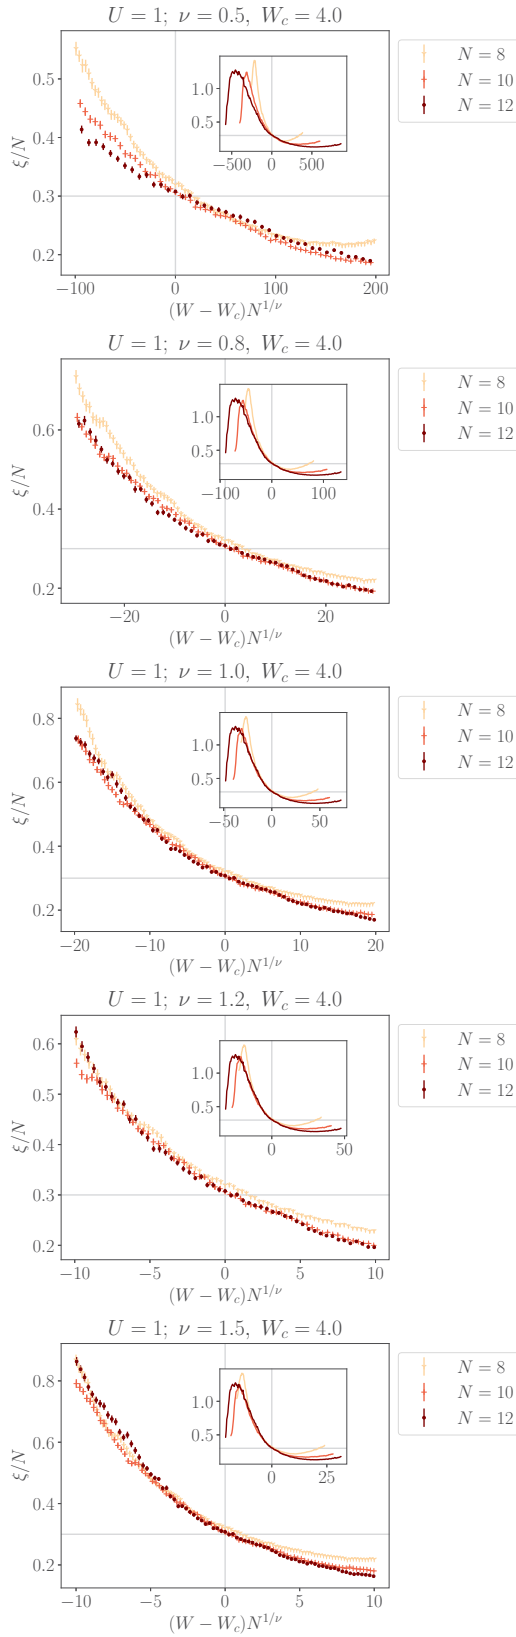 U = 1; ν = 0.5, W_c = 4.0
ξ/N
0.5
0.4
0.3
0.2
−100 0 100 200
(W − W_c)N^{1/ν}
1.0
0.5
−500 0 500
N = 8
N = 10
N = 12
U = 1; ν = 0.8, W_c = 4.0
ξ/N
0.6
0.4
0.2
−20 0 20
(W − W_c)N^{1/ν}
1.0
0.5
−100 0 100
N = 8
N = 10
N = 12
U = 1; ν = 1.0, W_c = 4.0
ξ/N
0.8
0.6
0.4
0.2
−20 −10 0 10 20
(W − W_c)N^{1/ν}
1.0
0.5
−50 0 50
N = 8
N = 10
N = 12
U = 1; ν = 1.2, W_c = 4.0
ξ/N
0.6
0.5
0.4
0.3
0.2
−10 −5 0 5 10
(W − W_c)N^{1/ν}
1.0
0.5
0 50
N = 8
N = 10
N = 12
U = 1; ν = 1.5, W_c = 4.0
ξ/N
0.8
0.6
0.4
0.2
−10 −5 0 5 10
(W − W_c)N^{1/ν}
1.0
0.5
0 25
N = 8
N = 10
N = 12